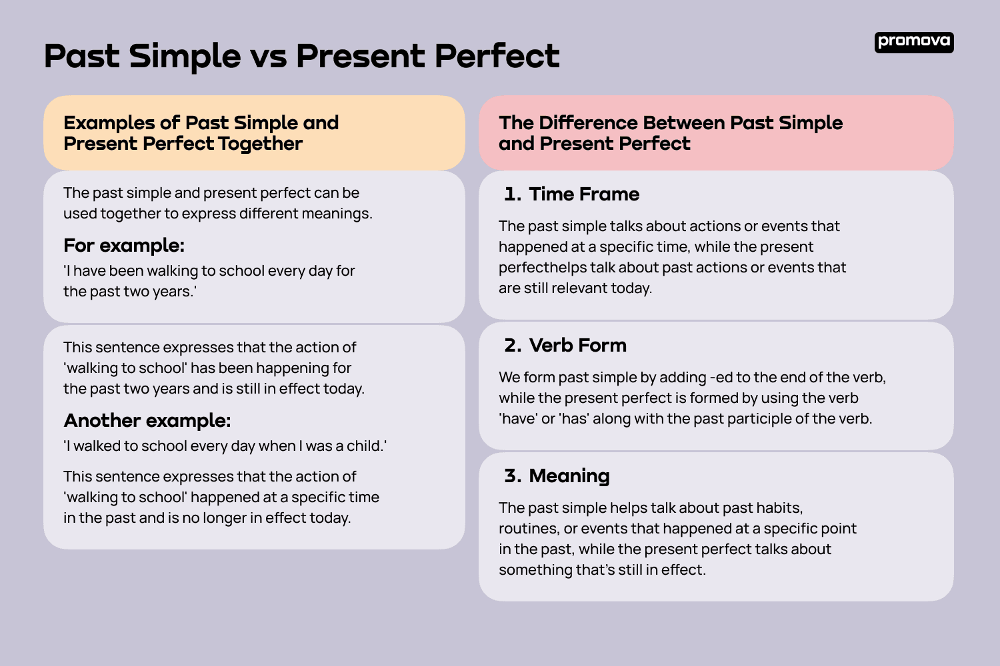 Past Simple vs Present Perfect
promova
Examples of Past Simple and
Present Perfect Together
The past simple and present perfect can be
used together to express different meanings.
For example:
'I have been walking to school every day for
the past two years.'
This sentence expresses that the action of
'walking to school' has been happening for
the past two years and is still in effect today.
Another example:
'I walked to school every day when I was a child.'
This sentence expresses that the action of
'walking to school' happened at a specific time
in the past and is no longer in effect today.
The Difference Between Past Simple
and Present Perfect
1. Time Frame
The past simple talks about actions or events that
happened at a specific time, while the present
perfecthelps talk about past actions or events that
are still relevant today.
2. Verb Form
We form past simple by adding -ed to the end of the verb,
while the present perfect is formed by using the verb
'have' or 'has' along with the past participle of the verb.
3. Meaning
The past simple helps talk about past habits,
routines, or events that happened at a specific point
in the past, while the present perfect talks about
something that’s still in effect.